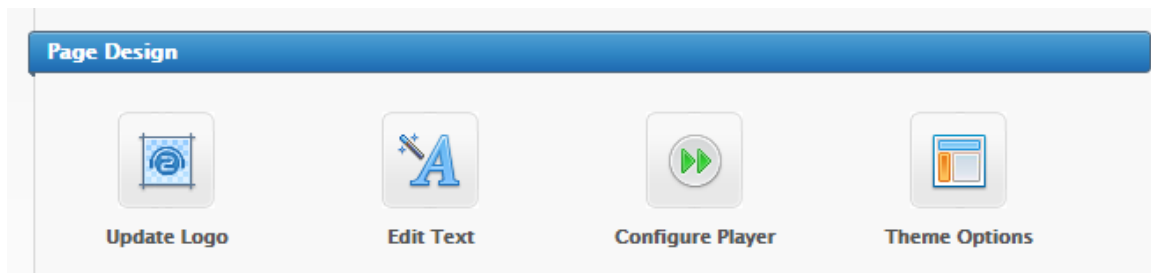 Page Design
Update Logo
Edit Text
Configure Player
Theme Options